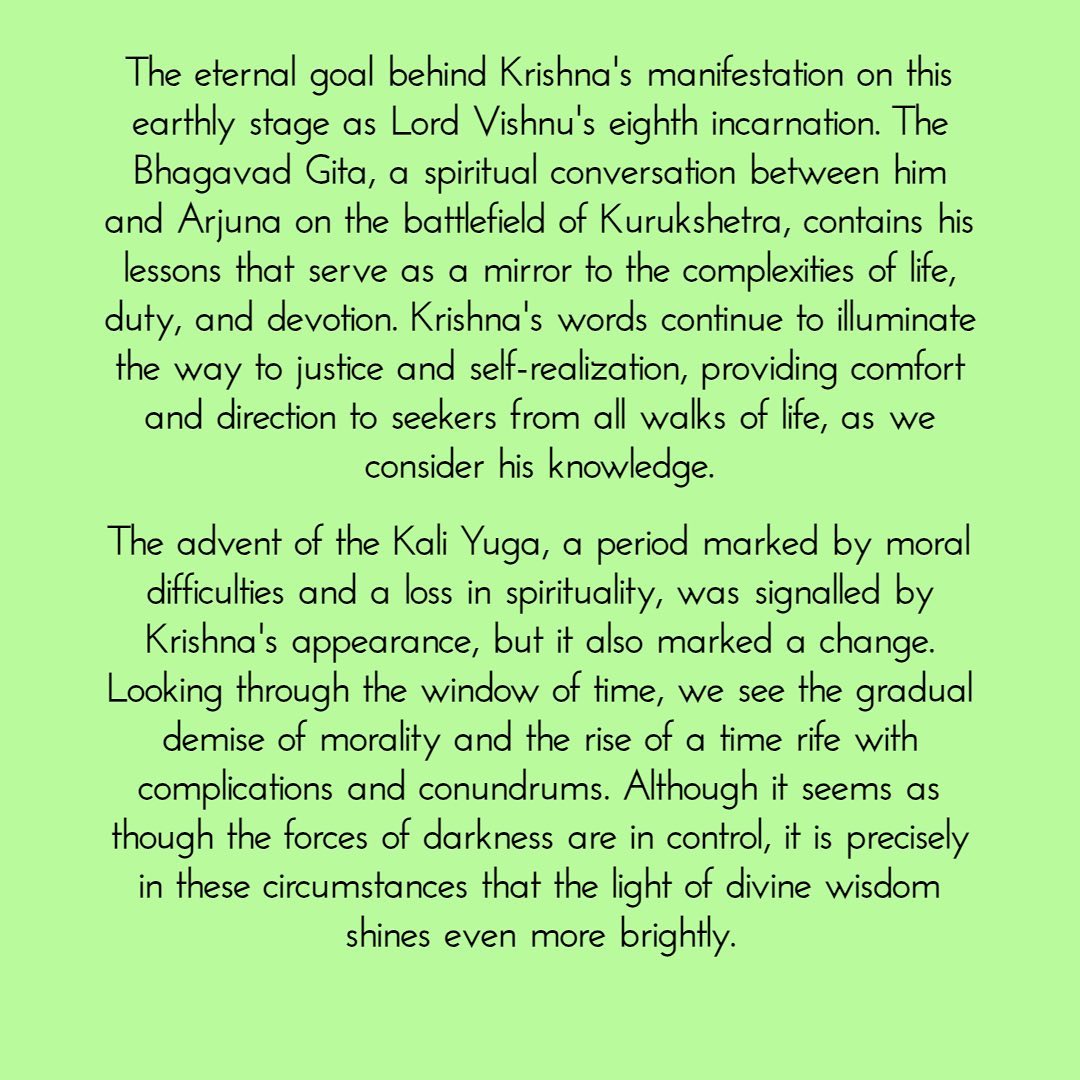 The eternal goal behind Krishna's manifestation on this
earthly stage as Lord Vishnu's eighth incarnation. The
Bhagavad Gita, a spiritual conversation between him
and Arjuna on the battlefield of Kurukshetra, contains his
lessons that serve as a mirror to the complexities of life,
duty, and devotion. Krishna's words continue to illuminate
the way to justice and self-realization, providing comfort
and direction to seekers from all walks of life, as we
consider his knowledge.
The advent of the Kali Yuga, a period marked by moral
difficulties and a loss in spirituality, was signalled by
Krishna's appearance, but it also marked a change.
Looking through the window of time, we see the gradual
demise of morality and the rise of a time rife with
complications and conundrums. Although it seems as
though the forces of darkness are in control, it is precisely
in these circumstances that the light of divine wisdom
shines even more brightly.